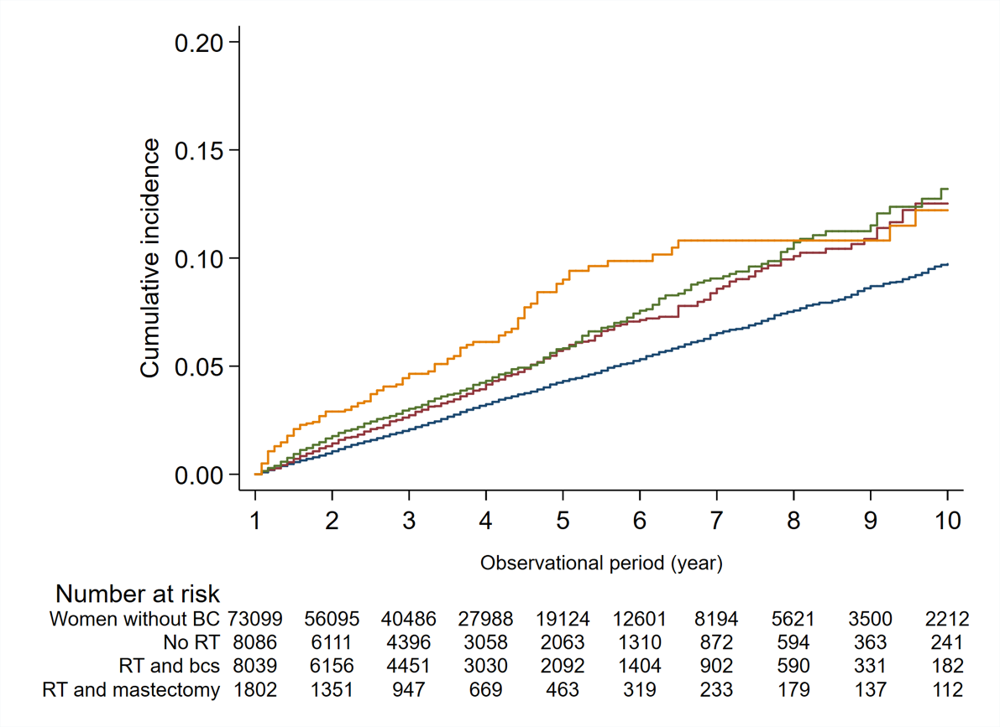 0.20
0.15
0.10
0.05
0.00
Cumulative incidence
1 2 3 4 5 6 7 8 9 10
Observational period (year)
Number at risk
Women without BC 73099 56095 40486 27988 19124 12601 8194 5621 3500 2212
No RT 8086 6111 4396 3058 2063 1310 872 594 363 241
RT and bcs 8039 6156 4451 3030 2092 1404 902 590 331 182
RT and mastectomy 1802 1351 947 669 463 319 233 179 137 112